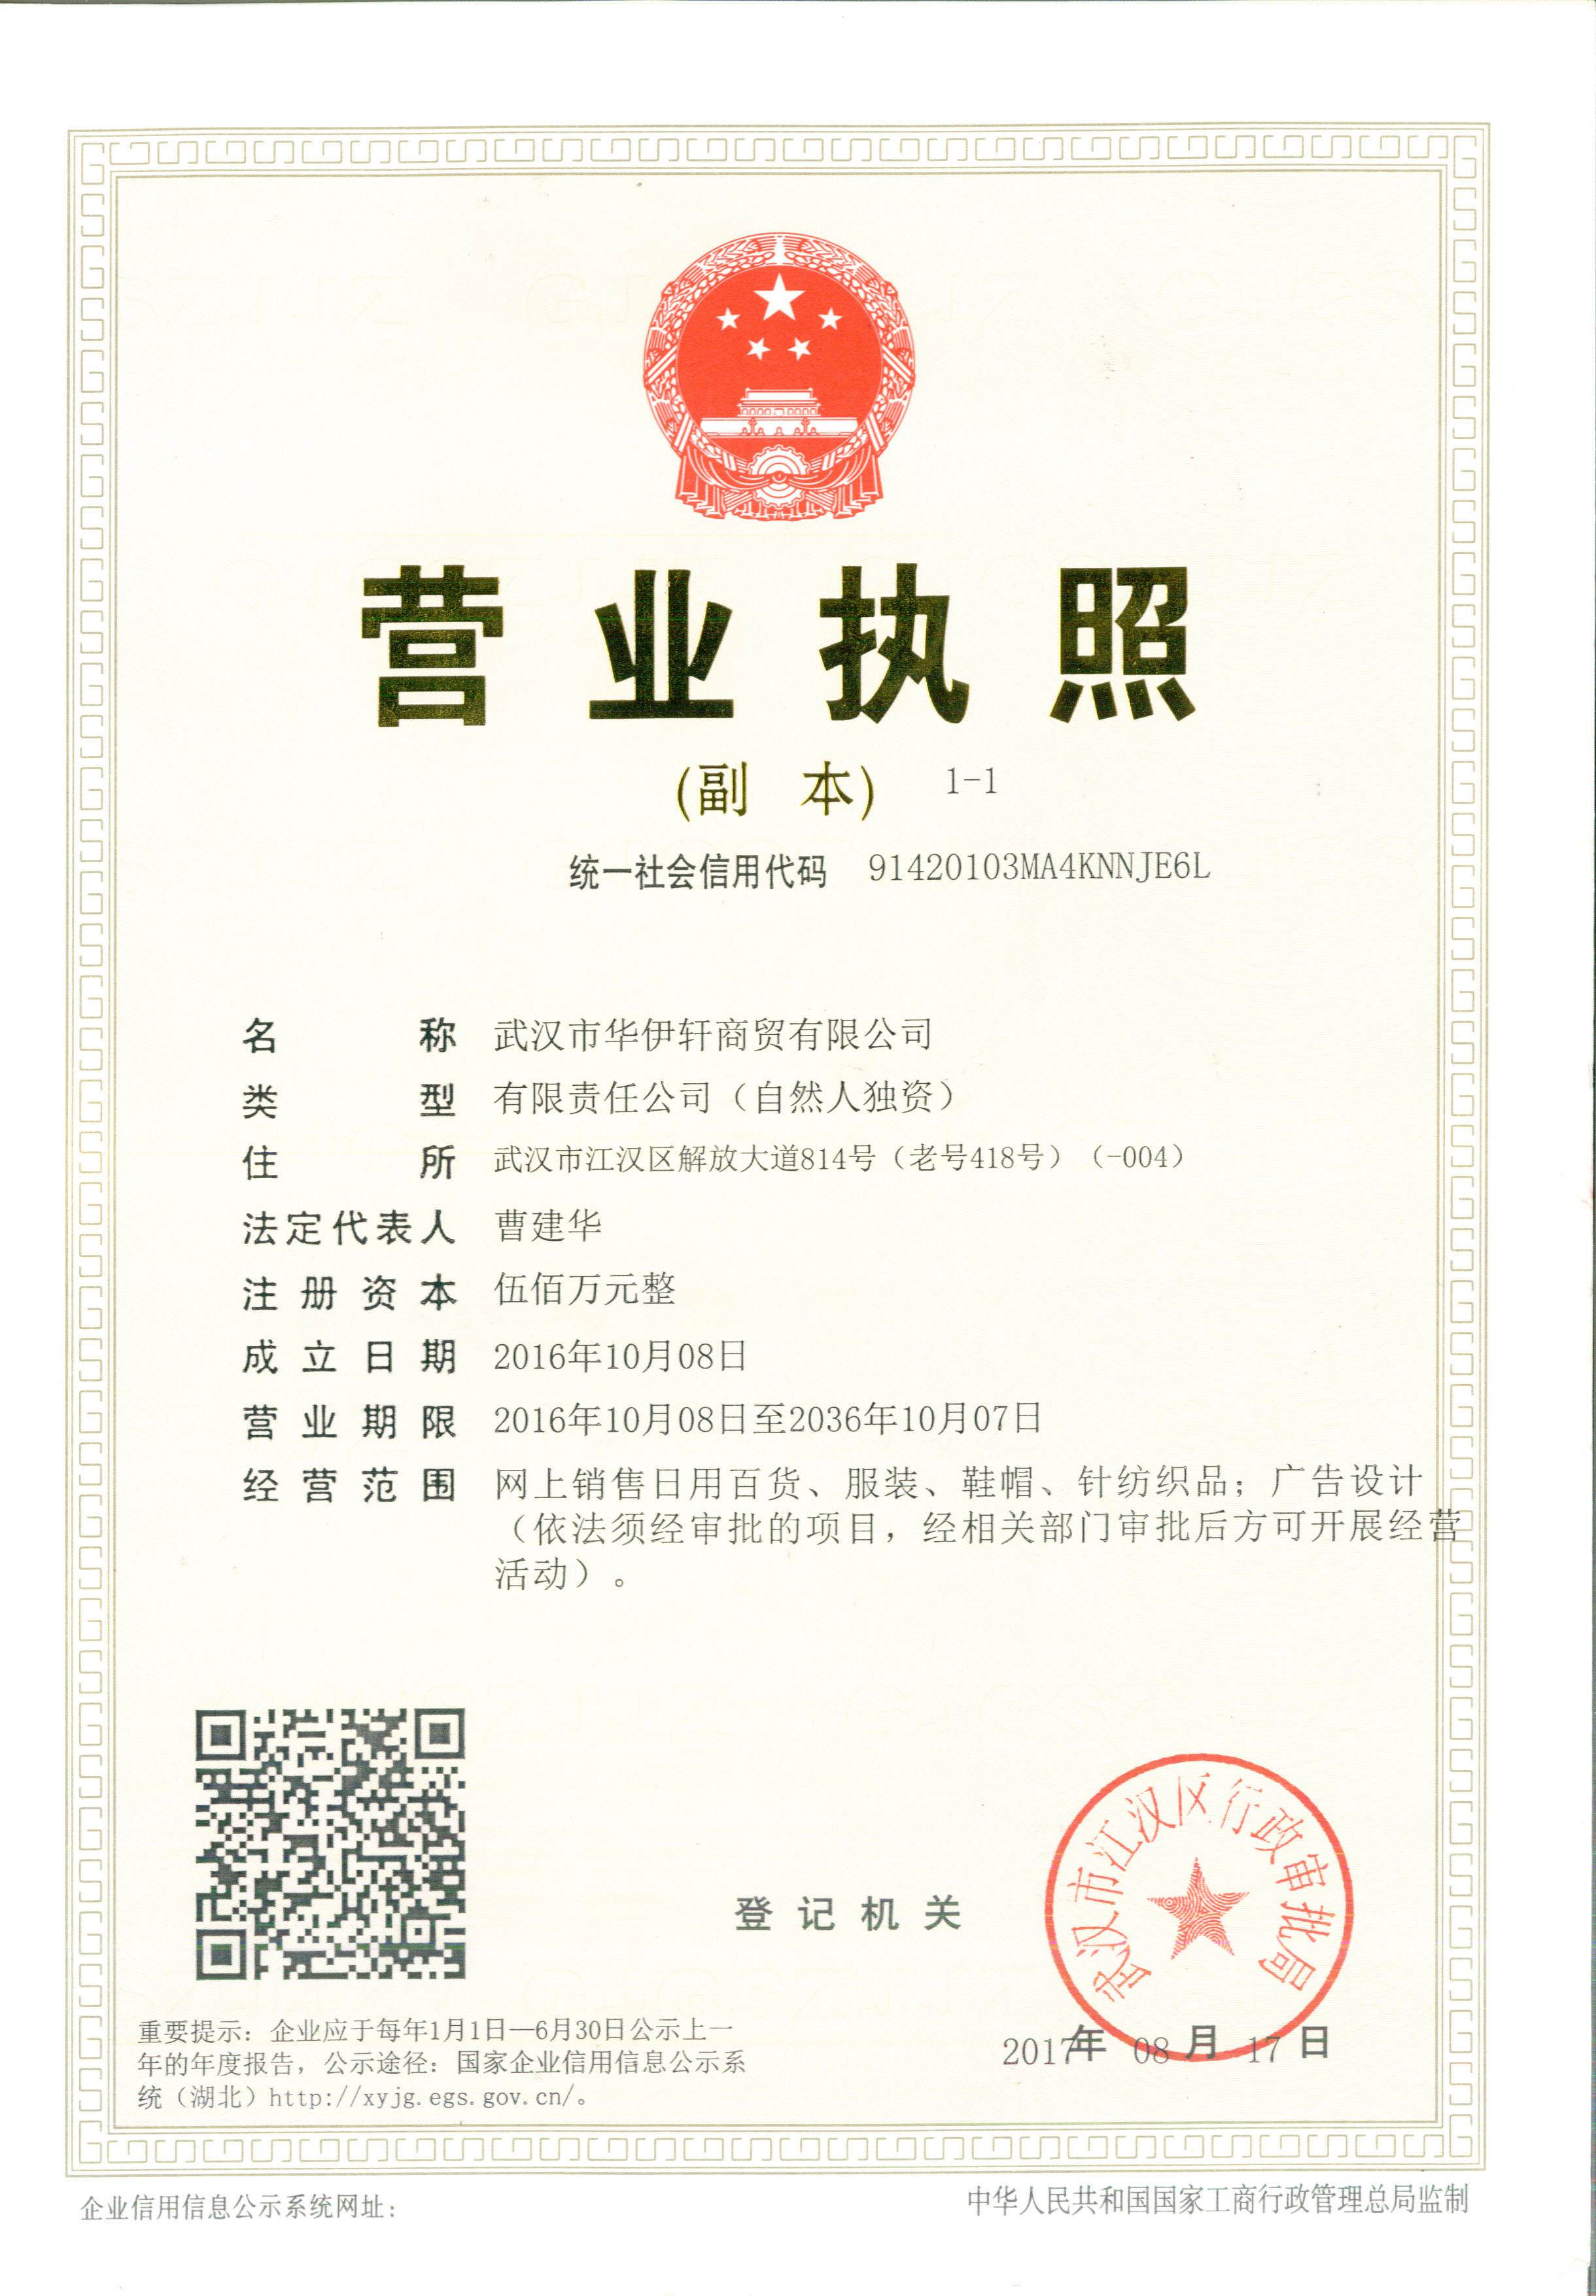 营业执照
(副 本) 1-1
统一社会信用代码 91420103MA4KNNJE6L
名称 武汉市华伊轩商贸有限公司
类型 有限责任公司（自然人独资）
住所 武汉市江汉区解放大道814号（老号418号）（-004）
法定代表人 曹建华
注册资本 伍佰万元整
成立日期 2016年10月08日
营业期限 2016年10月08日至2036年10月07日
经营范围 网上销售日用百货、服装、鞋帽、针纺织品；广告设计
（依法须经审批的项目，经相关部门审批后方可开展经营
活动）。
登记机关
武汉市江汉区行政审批局
2017年 08月 17日
重要提示：企业应于每年1月1日—6月30日公示上一
年的年度报告，公示途径：国家企业信用信息公示系
统（湖北）http://xyjg.egs.gov.cn/。
企业信用信息公示系统网址：
中华人民共和国国家工商行政管理总局监制